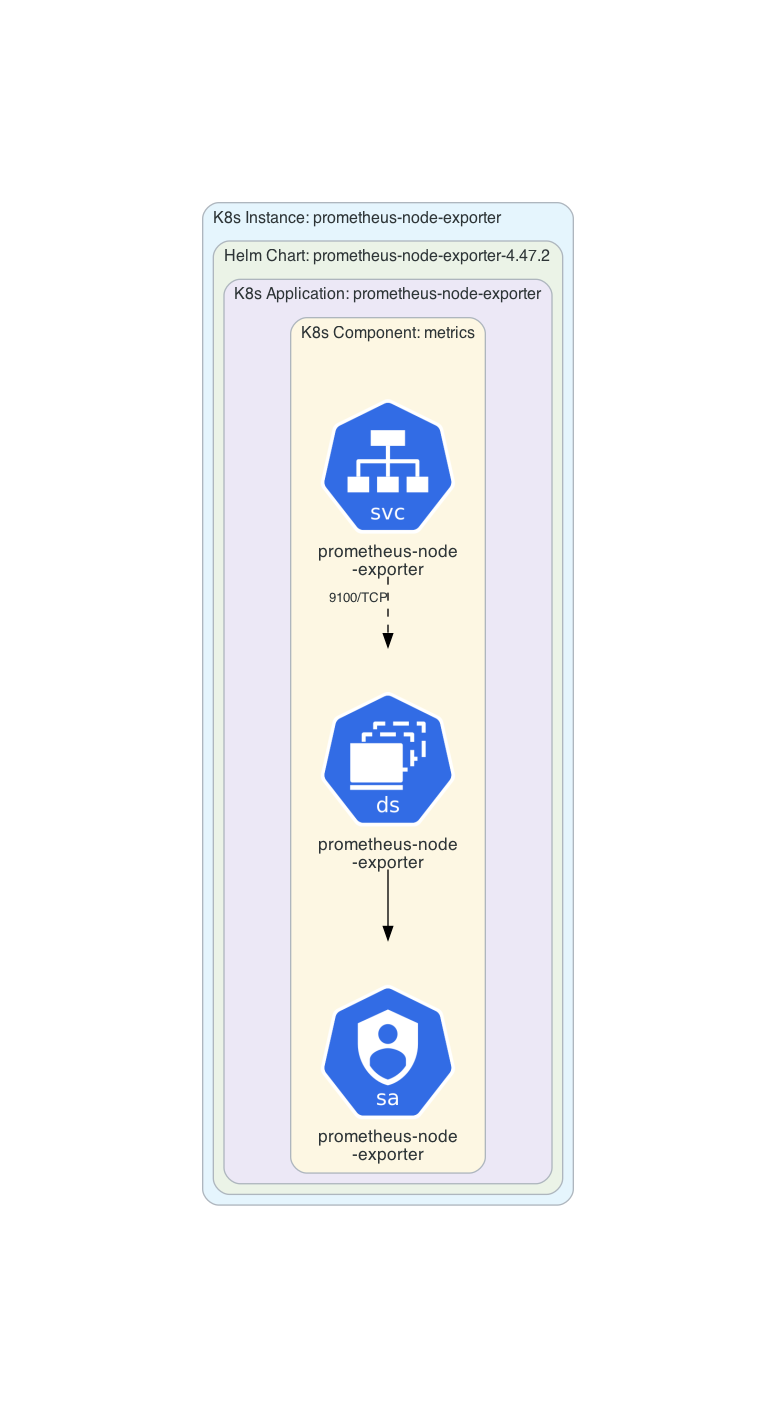 K8s Instance: prometheus-node-exporter
Helm Chart: prometheus-node-exporter-4.47.2
K8s Application: prometheus-node-exporter
K8s Component: metrics
svc
prometheus-node
-exporter
9100/TCP
ds
prometheus-node
-exporter
sa
prometheus-node
-exporter